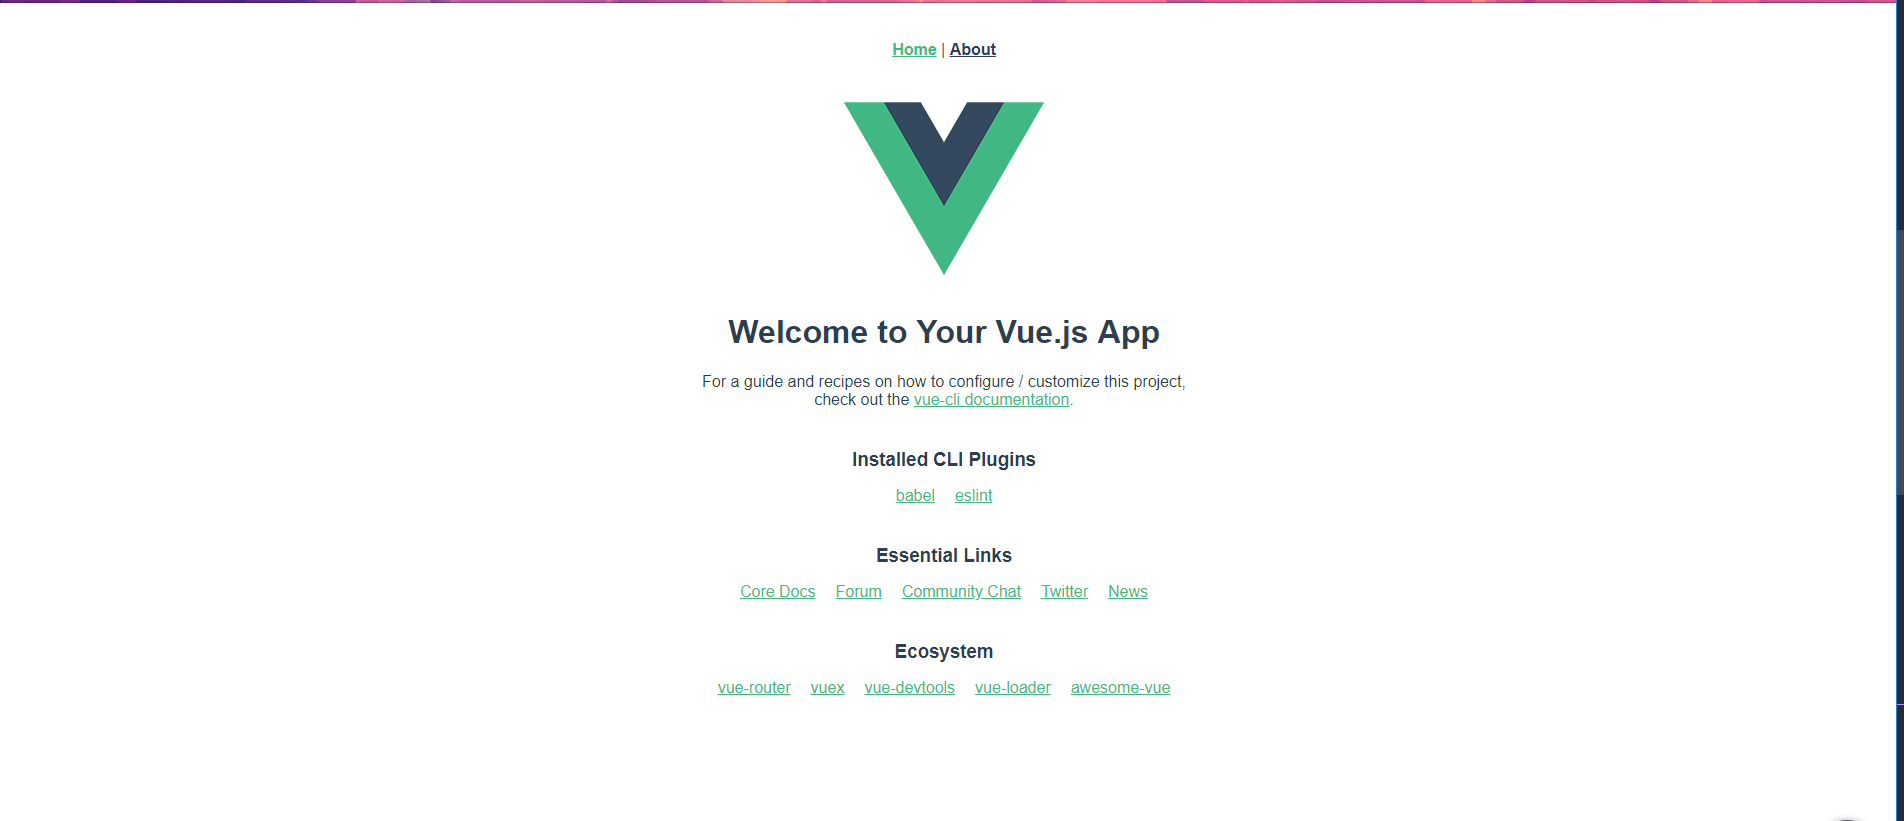 Home | About
Welcome to Your Vue.js App
For a guide and recipes on how to configure / customize this project,
check out the vue-cli documentation.
Installed CLI Plugins
babel eslint
Essential Links
Core Docs Forum Community Chat Twitter News
Ecosystem
vue-router vuex vue-devtools vue-loader awesome-vue